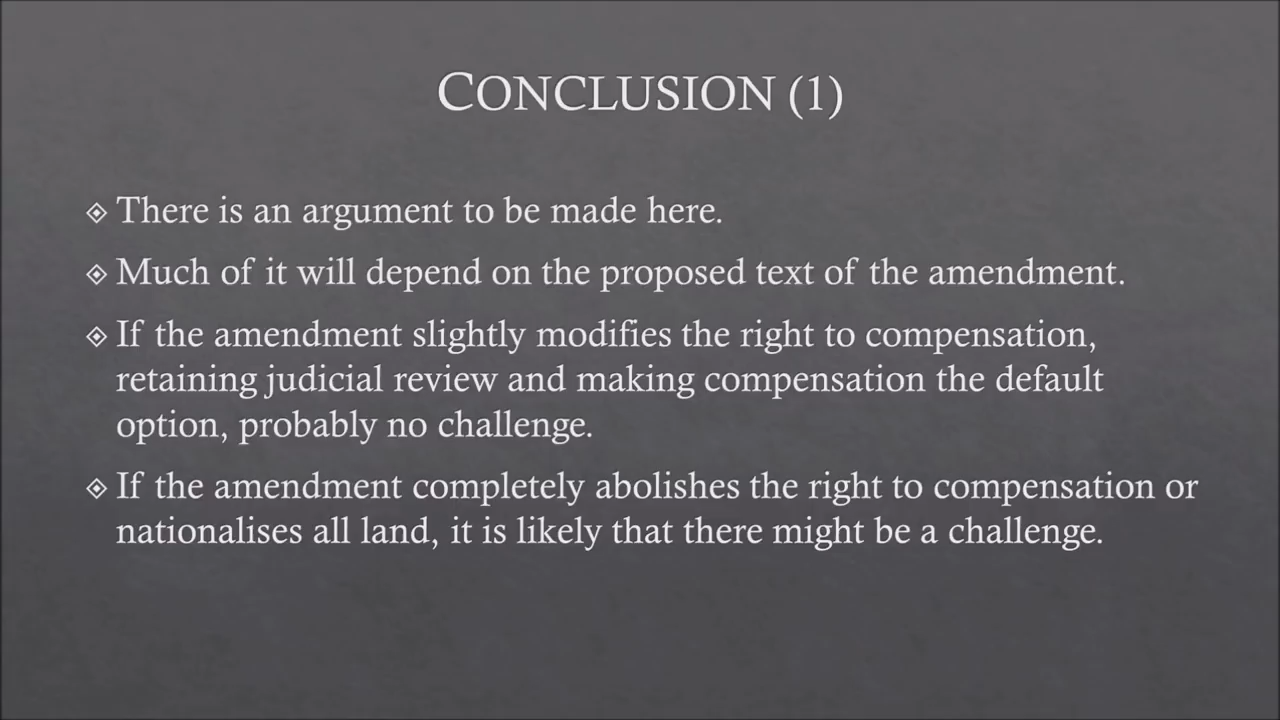 CONCLUSION (1)
There is an argument to be made here.
Much of it will depend on the proposed text of the amendment.
If the amendment slightly modifies the right to compensation,
retaining judicial review and making compensation the default
option, probably no challenge.
If the amendment completely abolishes the right to compensation or
nationalises all land, it is likely that there might be a challenge.